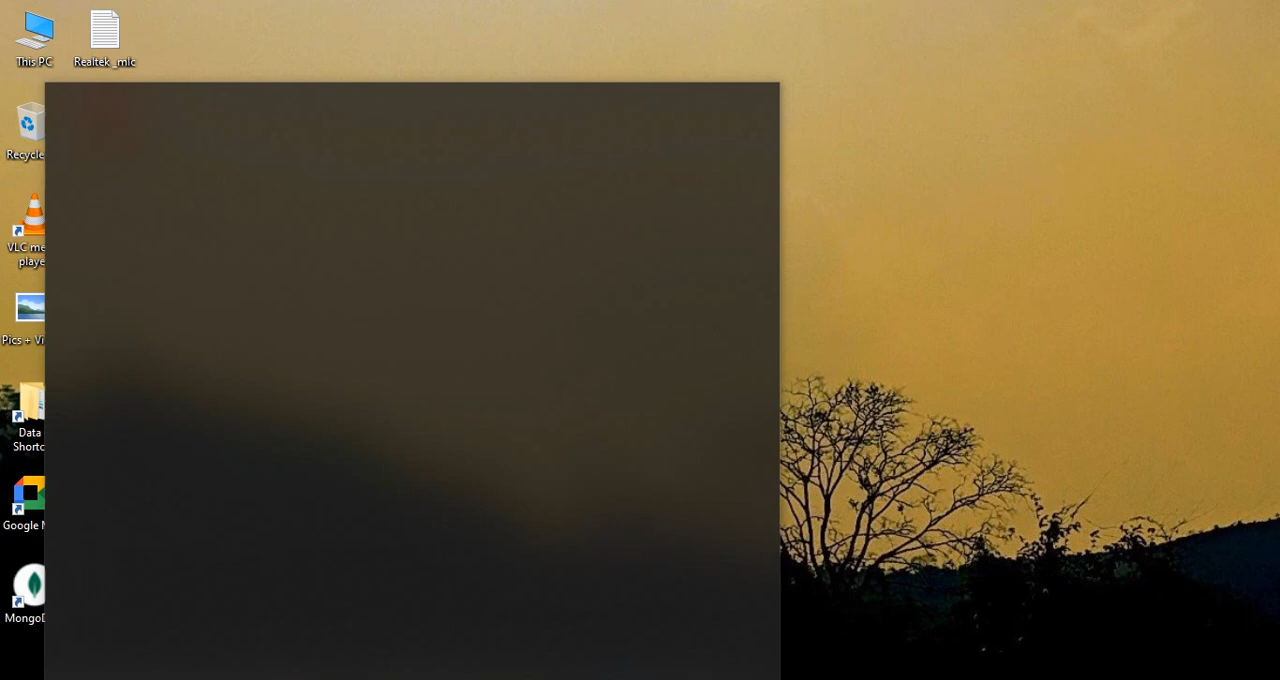 This PC
Realtek_mic
Recycle
VLC me
playe
Pics + Vi
Data
Shortc
Google
MongoD